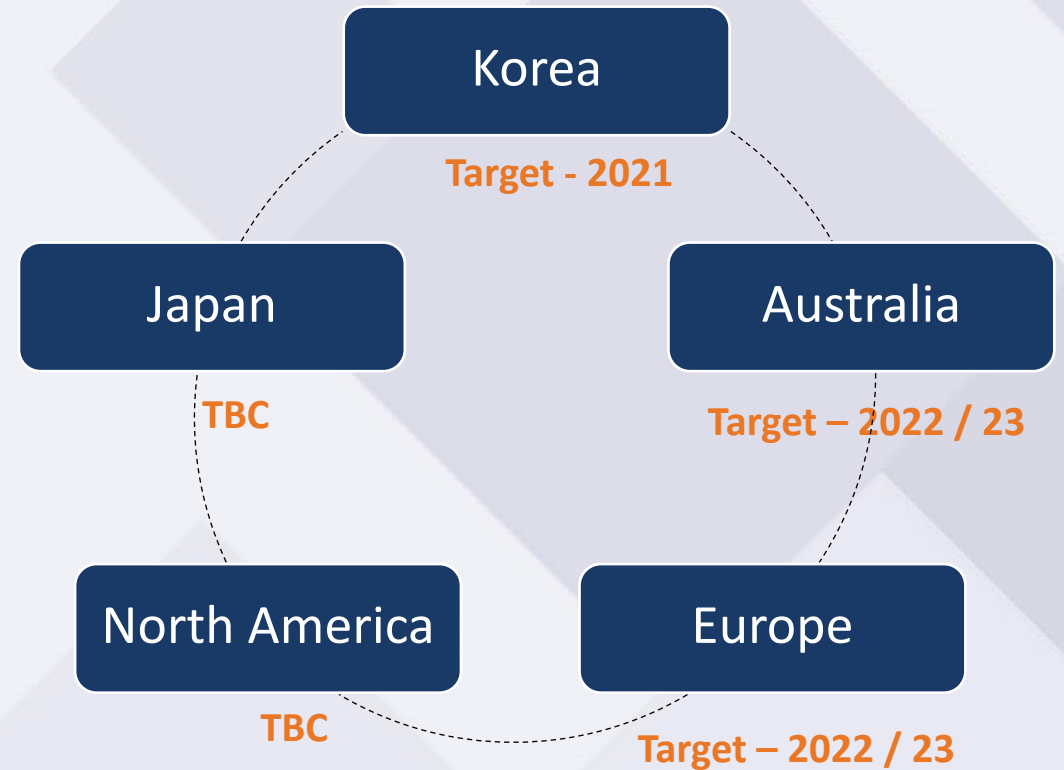 Korea
Target - 2021
Japan
Australia
TBC
Target – 2022 / 23
North America
Europe
TBC
Target – 2022 / 23